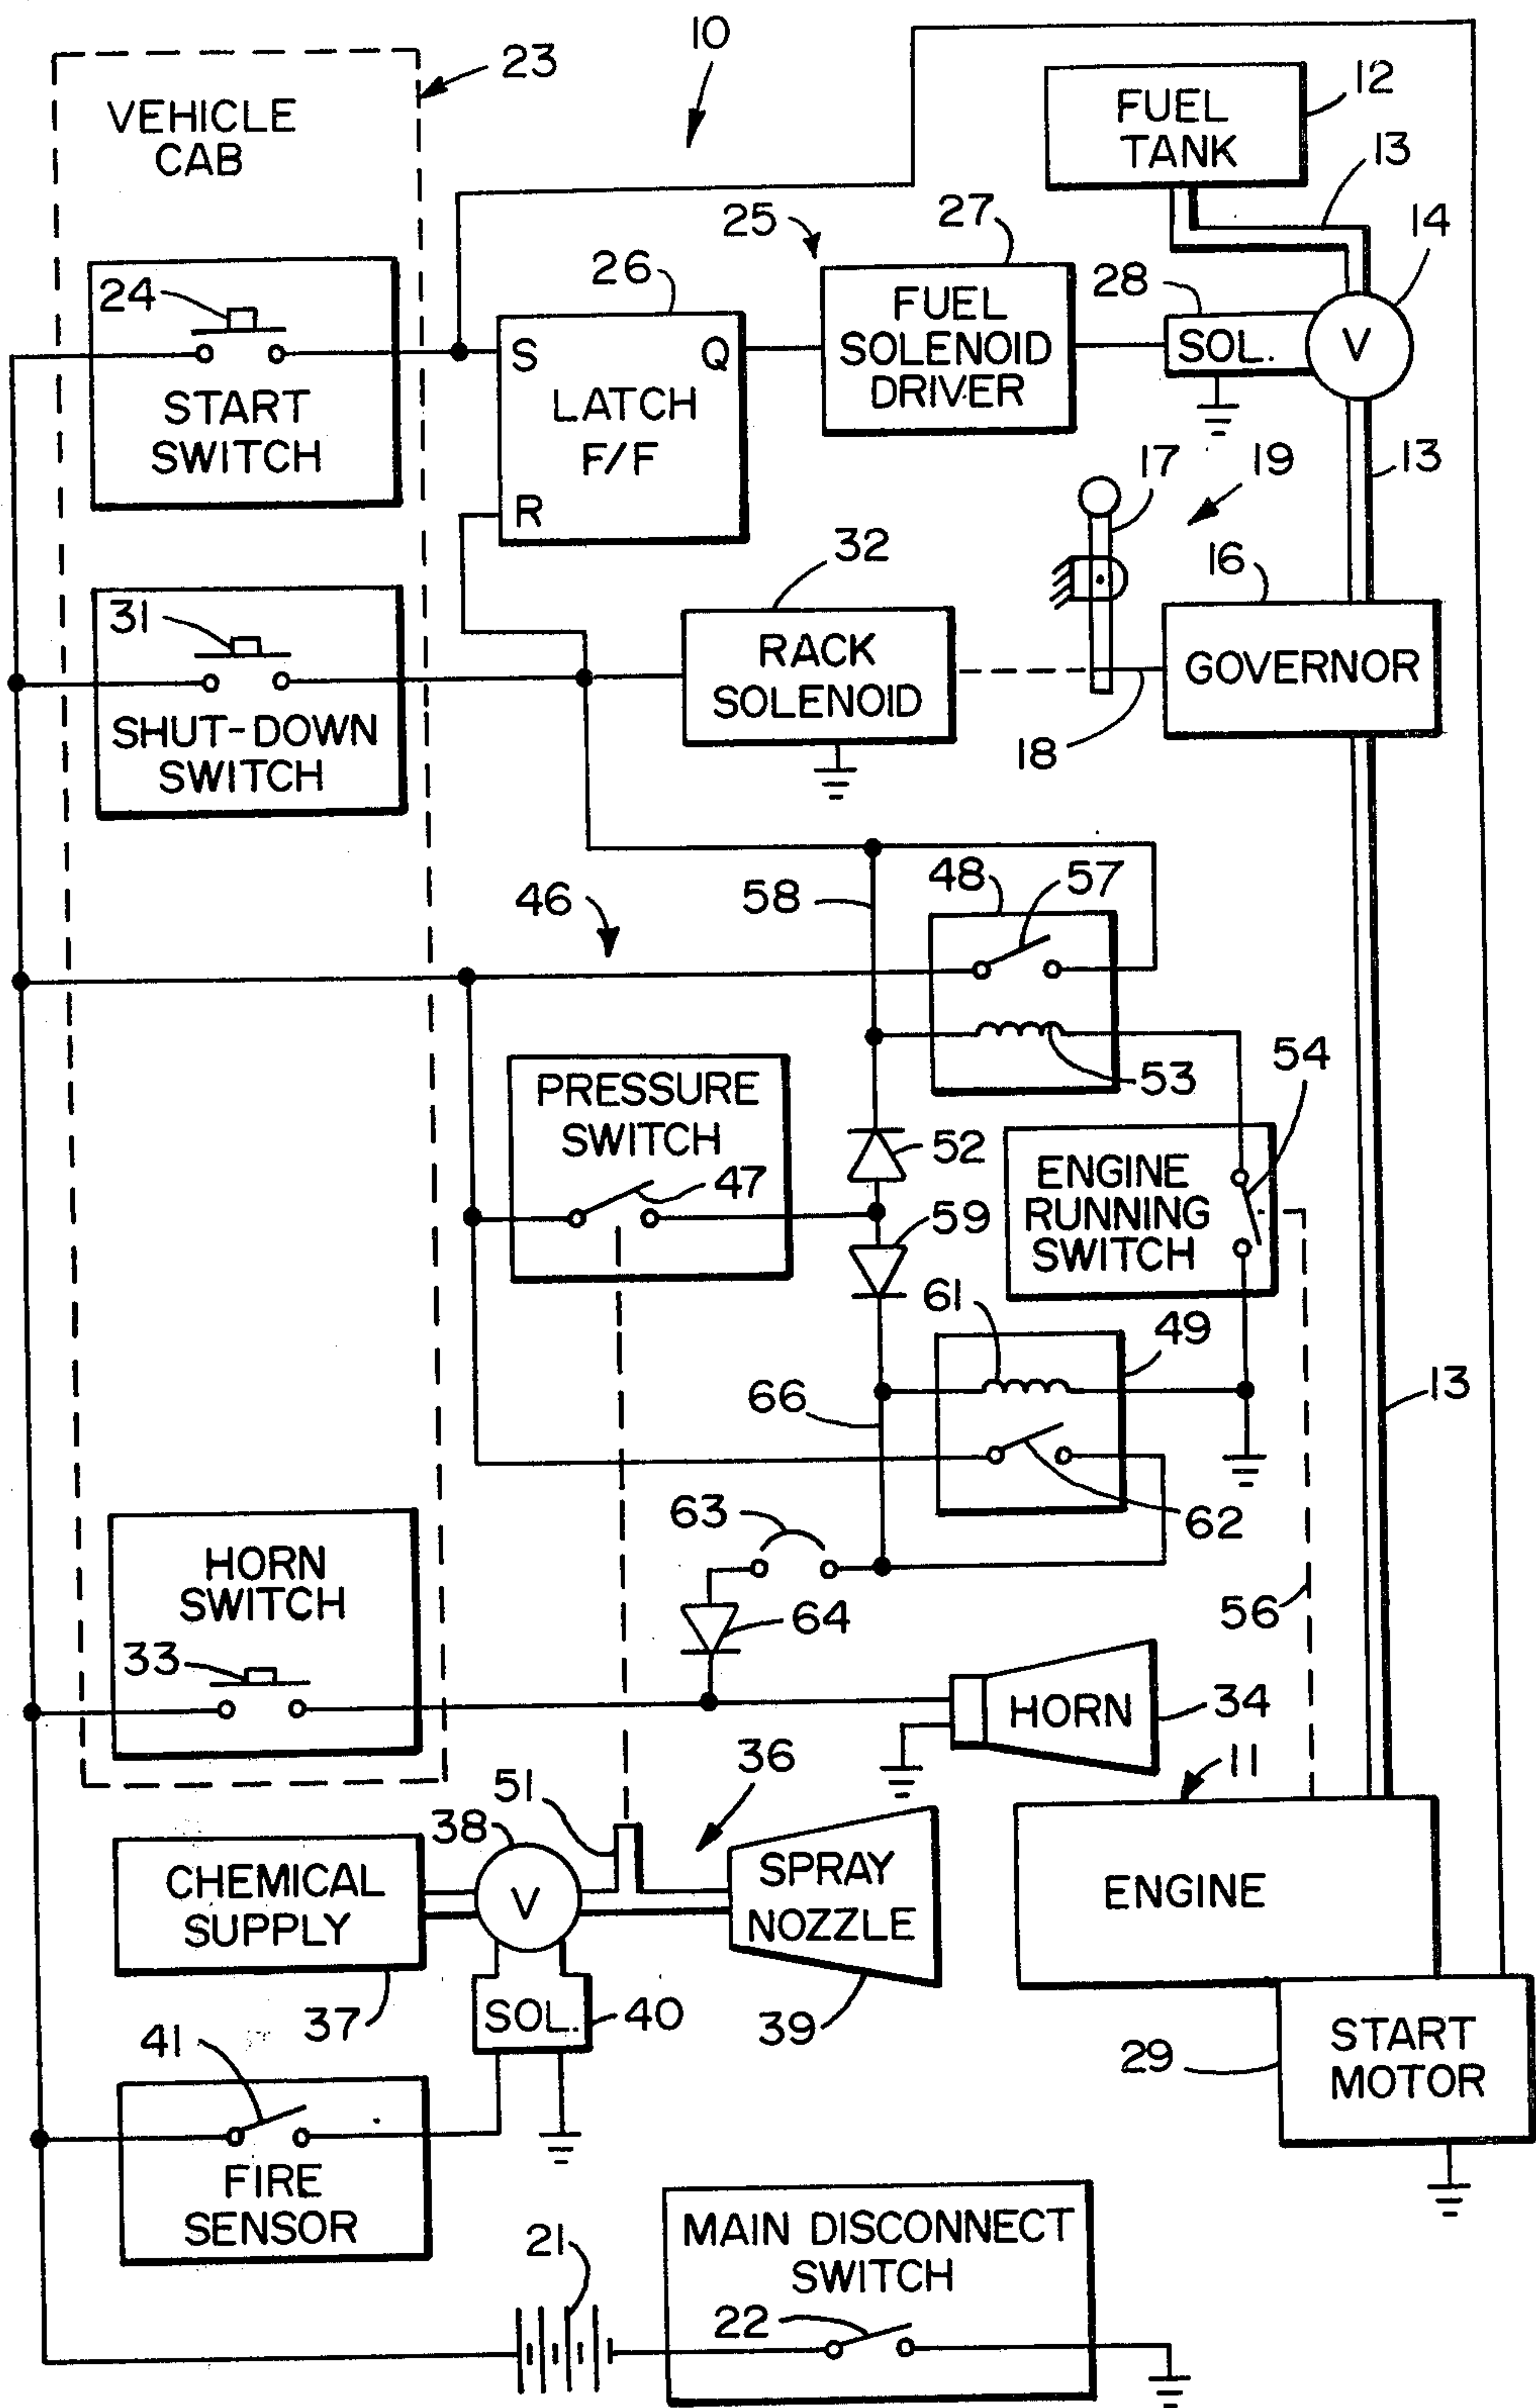 10
23
VEHICLE
CAB
FUEL
TANK
12
13
14
24
START
SWITCH
26
S
Q
LATCH
F/F
R
25
27
FUEL
SOLENOID
DRIVER
28
SOL.
V
13
17
19
31
SHUT-DOWN
SWITCH
32
RACK
SOLENOID
16
GOVERNOR
18
46
58
48
57
53
54
PRESSURE
SWITCH
47
52
59
ENGINE
RUNNING
SWITCH
61
49
66
62
13
63
64
56
HORN
SWITCH
33
HORN
34
11
51
38
36
CHEMICAL
SUPPLY
V
SPRAY
NOZZLE
ENGINE
37
SOL.
40
39
29
START
MOTOR
41
FIRE
SENSOR
21
MAIN DISCONNECT
SWITCH
22